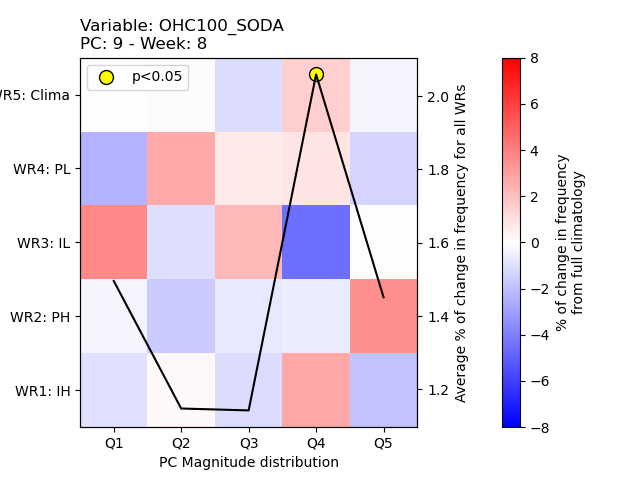 Variable: OHC100_SODA
PC: 9 - Week: 8
p<0.05
WR5: Clima
WR4: PL
WR3: IL
WR2: PH
WR1: IH
Q1 Q2 Q3 Q4 Q5
PC Magnitude distribution
2.0
1.8
1.6
1.4
1.2
Average % of change in frequency for all WRs
8
6
4
2
0
−2
−4
−6
−8
% of change in frequency
from full climatology